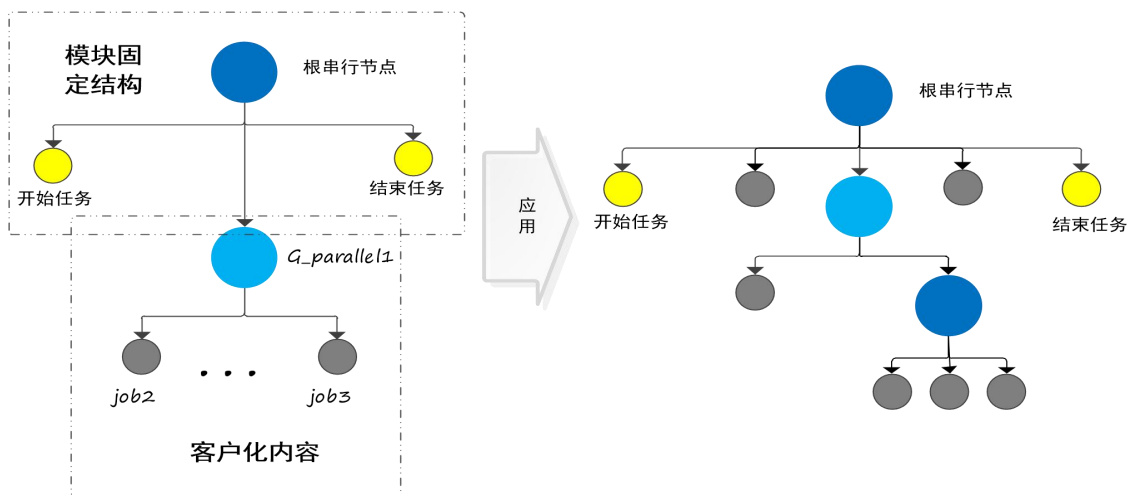 模块固
定结构
根串行节点
开始任务
结束任务
G_parallel1
job2
...
job3
客户化内容
应
用
根串行节点
开始任务
结束任务